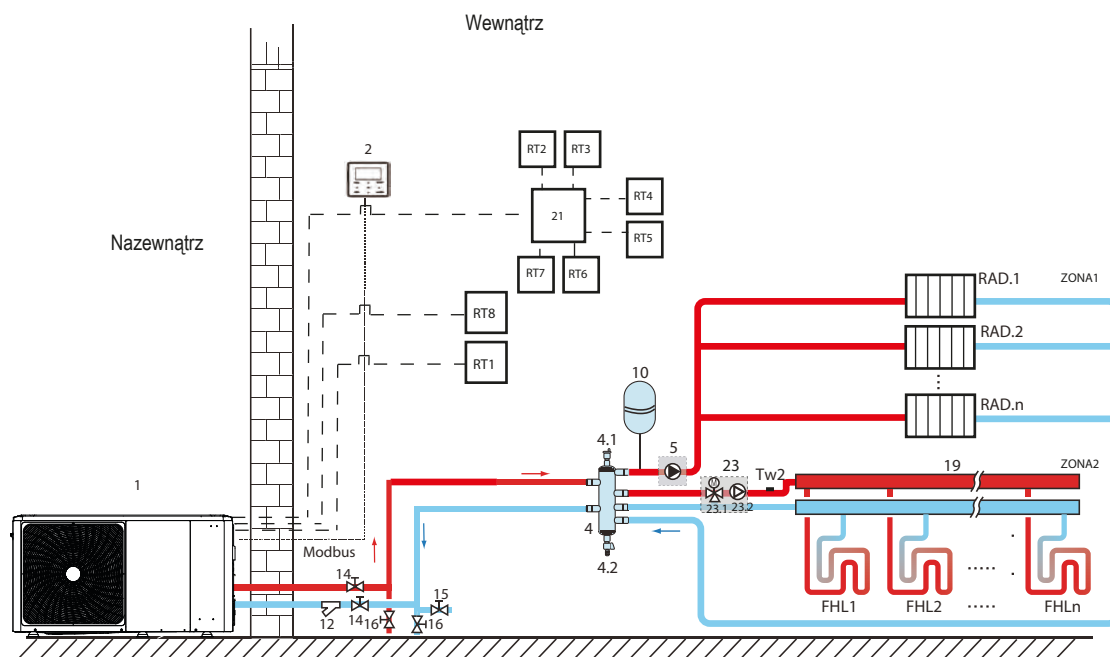 Wewnątrz
Nazewnątrz
2
RT2
RT3
21
RT4
RT5
RT7
RT6
RT8
RT1
RAD.1
ZONA1
RAD.2
RAD.n
10
4.1
5
23
Tw2
19
ZONA2
23.1
23.2
4
4.2
1
Modbus
14
15
12
14
16
16
FHL1
FHL2
FHLn